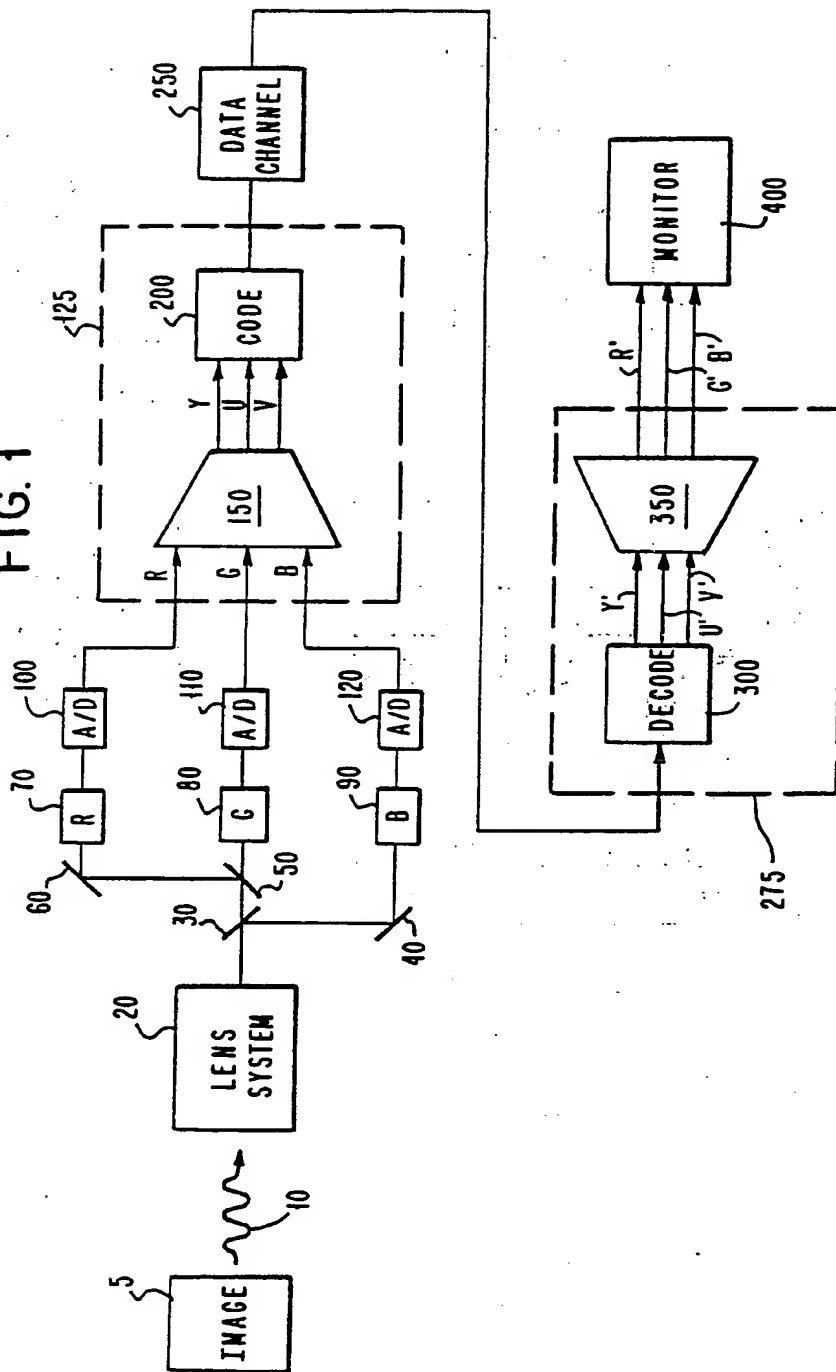 FIG. 1
5
IMAGE
10
20
LENS
SYSTEM
30
40
50
60
70
R
80
G
90
B
100
A/D
110
A/D
120
A/D
125
R
G
B
150
Y
U
V
200
CODE
250
DATA
CHANNEL
275
DECODE
300
Y'
U'
V'
350
R'
G'
B'
MONITOR
400